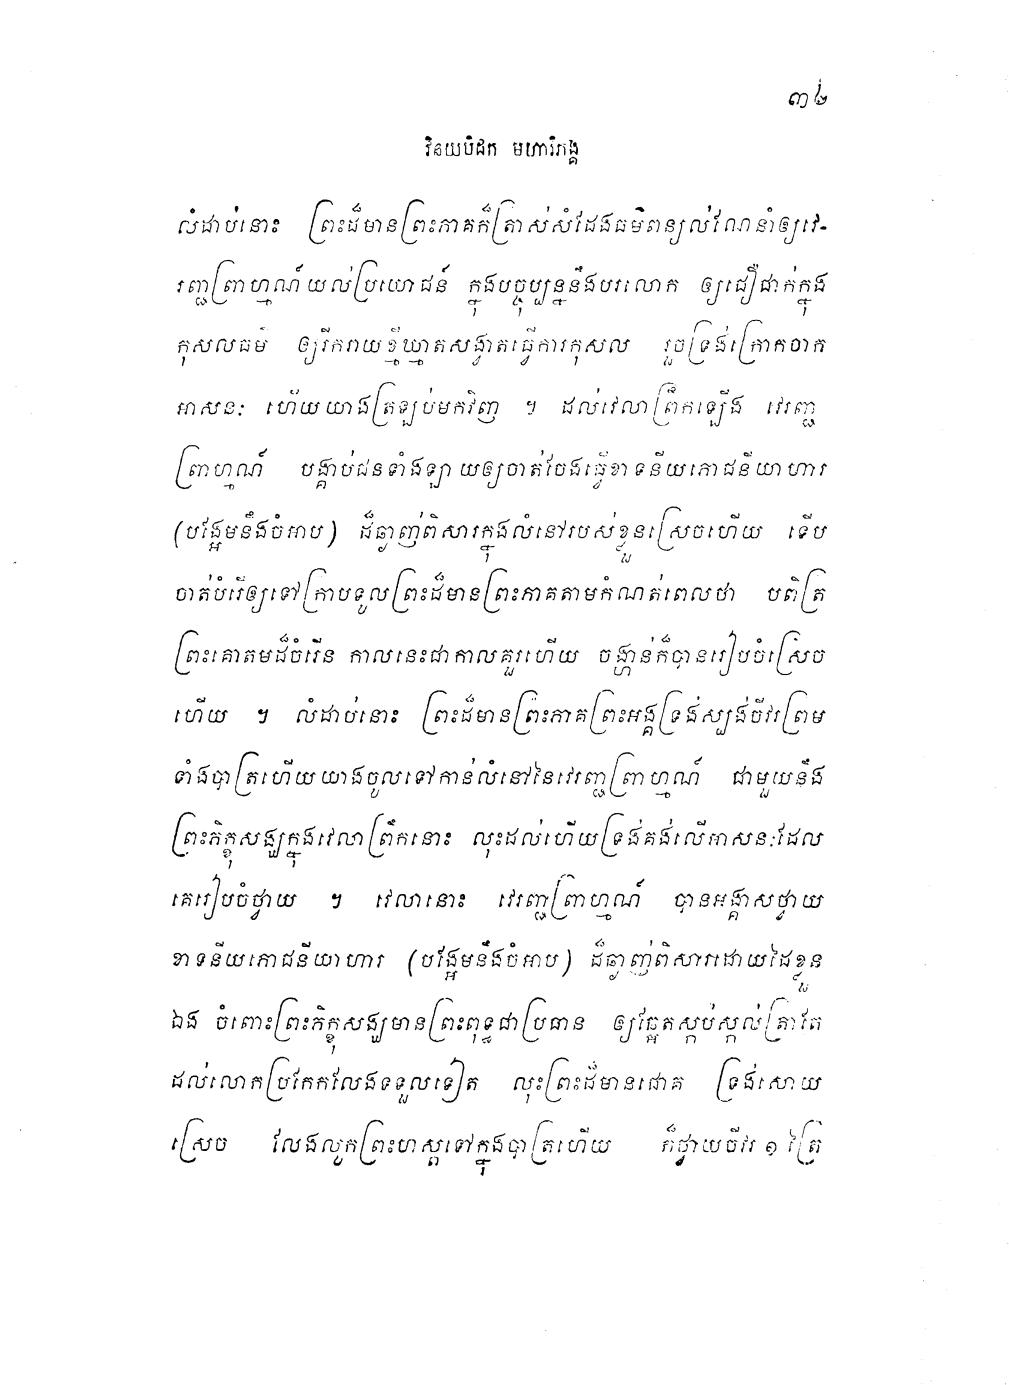 ៣៤
វិនយបិដក មហាវិភង្គ
លំដាប់នោះ ព្រះដ៏មានព្រះភាគក៏ត្រាស់សំដែងធម៌ពន្យល់ណែនាំឲ្យវេ-
រញ្ជព្រាហ្មណ៍យល់ប្រយោជន៍ ក្នុងបច្ចុប្បន្ននឹងបរលោក ឲ្យជឿជាក់ក្នុង
កុសលធម៌ ឲ្យរីករាយខ្មីឃ្មាតសង្វាតធ្វើការកុសល រួចទ្រង់ក្រោកចាក
អាសនៈ ហើយយាងត្រឡប់មកវិញ ។ ដល់វេលាព្រឹកឡើង វេរញ្ជ
ព្រាហ្មណ៍ បង្គាប់ជនទាំងឡាយឲ្យចាត់ចែងធ្វើខាទនីយភោជនីយាហារ
(បង្អែមនឹងចំអាប) ដ៏ឆ្ងាញ់ពិសារក្នុងលំនៅរបស់ខ្លួនស្រេចហើយ ទើប
ចាត់បំរើឲ្យទៅក្រាបទូលព្រះដ៏មានព្រះភាគតាមកំណត់ពេលថា បពិត្រ
ព្រះគោតមដ៏ចំរើន កាលនេះជាកាលគួរហើយ ចង្ហាន់ក៏បានរៀបចំស្រេច
ហើយ ។ លំដាប់នោះ ព្រះដ៏មានព្រះភាគព្រះអង្គទ្រង់ស្បង់ចីវរព្រម
ទាំងបាត្រហើយយាងចូលទៅកាន់លំនៅនៃវេរញ្ជព្រាហ្មណ៍ ជាមួយនឹង
ព្រះភិក្ខុសង្ឃក្នុងវេលាព្រឹកនោះ លុះដល់ហើយទ្រង់គង់លើអាសនៈដែល
គេរៀបចំថ្វាយ ។ វេលានោះ វេរញ្ជព្រាហ្មណ៍ បានអង្គាសថ្វាយ
ខាទនីយភោជនីយាហារ (បង្អែមនឹងចំអាប) ដ៏ឆ្ងាញ់ពិសារដោយដៃខ្លួន
ឯង ចំពោះព្រះភិក្ខុសង្ឃមានព្រះពុទ្ធជាប្រធាន ឲ្យឆ្អែតស្កប់ស្កល់ត្រាតែ
ដល់លោកប្រកែកលែងទទួលទៀត លុះព្រះដ៏មានជោគ ទ្រង់សោយ
ស្រេច លែងលូកព្រះហស្តទៅក្នុងបាត្រហើយ ក៏ថ្វាយចីវរ ១ ត្រៃ